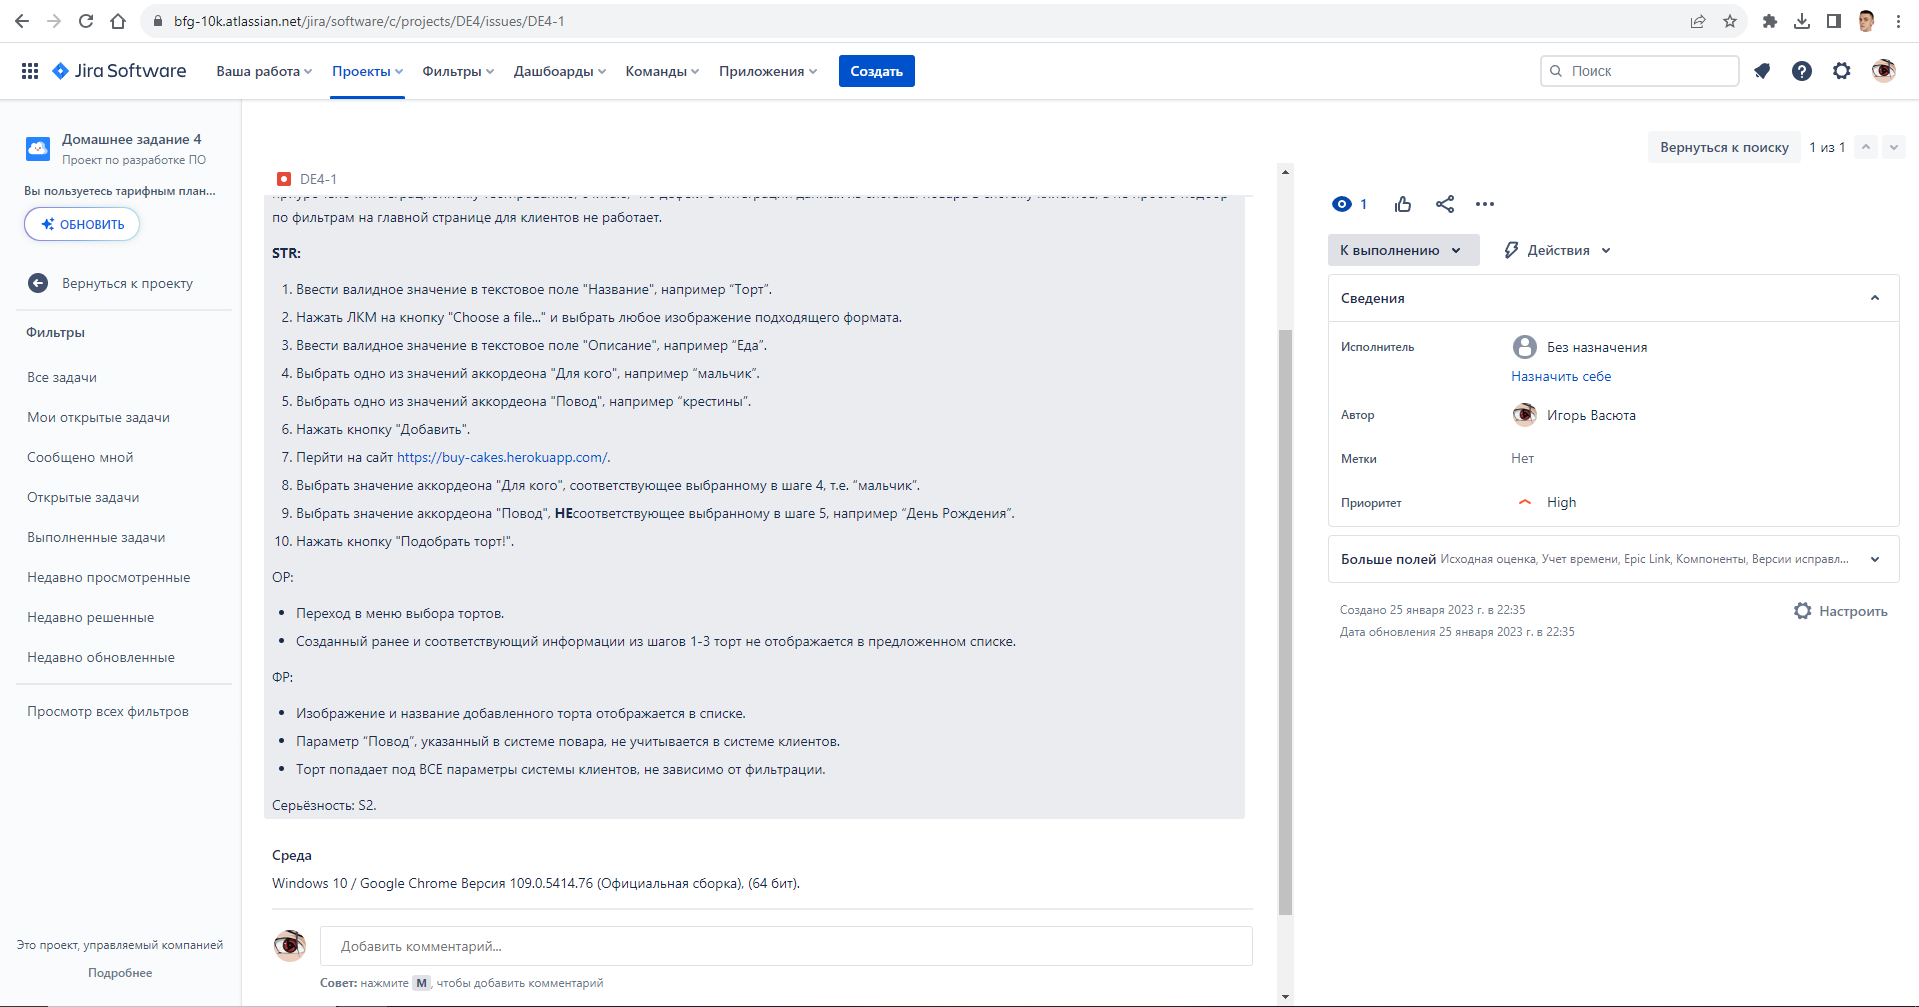 bfg-10k.atlassian.net/jira/software/c/projects/DE4/issues/DE4-1
Jira Software
Ваша работа
Проекты
Фильтры
Дашборды
Команды
Приложения
Создать
Поиск
Домашнее задание 4
Проект по разработке ПО
Вы пользуетесь тарифным план...
ОБНОВИТЬ
Вернуться к проекту
Фильтры
Все задачи
Мои открытые задачи
Сообщено мной
Открытые задачи
Выполненные задачи
Недавно просмотренные
Недавно решенные
Недавно обновленные
Просмотр всех фильтров
Это проект, управляемый компанией
Подробнее
DE4-1
по фильтрам на главной странице для клиентов не работает.
STR:
1. Ввести валидное значение в текстовое поле "Название", например “Торт”.
2. Нажать ЛКМ на кнопку "Choose a file..." и выбрать любое изображение подходящего формата.
3. Ввести валидное значение в текстовое поле "Описание", например “Еда”.
4. Выбрать одно из значений аккордеона "Для кого", например “мальчик”.
5. Выбрать одно из значений аккордеона "Повод", например “крестины”.
6. Нажать кнопку "Добавить".
7. Перйти на сайт https://buy-cakes.herokuapp.com/.
8. Выбрать значение аккордеона "Для кого", соответствующее выбранному в шаге 4, т.е. “мальчик”.
9. Выбрать значение аккордеона "Повод", НЕсоответствующее выбранному в шаге 5, например “День Рождения”.
10. Нажать кнопку "Подобрать торт!".
ОР:
• Переход в меню выбора тортов.
• Созданный ранее и соответствующий информации из шагов 1-3 торт не отображается в предложенном списке.
ФР:
• Изображение и название добавленного торта отображается в списке.
• Параметр “Повод”, указанный в системе повара, не учитывается в системе клиентов.
• Торт попадает под ВСЕ параметры системы клиентов, не зависимо от фильтрации.
Серьёзность: S2.
Среда
Windows 10 / Google Chrome Версия 109.0.5414.76 (Официальная сборка), (64 бит).
Добавить комментарий...
Совет: нажмите M, чтобы добавить комментарий
Вернуться к поиску
1 из 1
1
К выполнению
Действия
Сведения
Исполнитель
Без назначения
Назначить себе
Автор
Игорь Васюта
Метки
Нет
Приоритет
High
Больше полей Исходная оценка, Учет времени, Epic Link, Компоненты, Версии исправл...
Создано 25 января 2023 г. в 22:35
Дата обновления 25 января 2023 г. в 22:35
Настроить